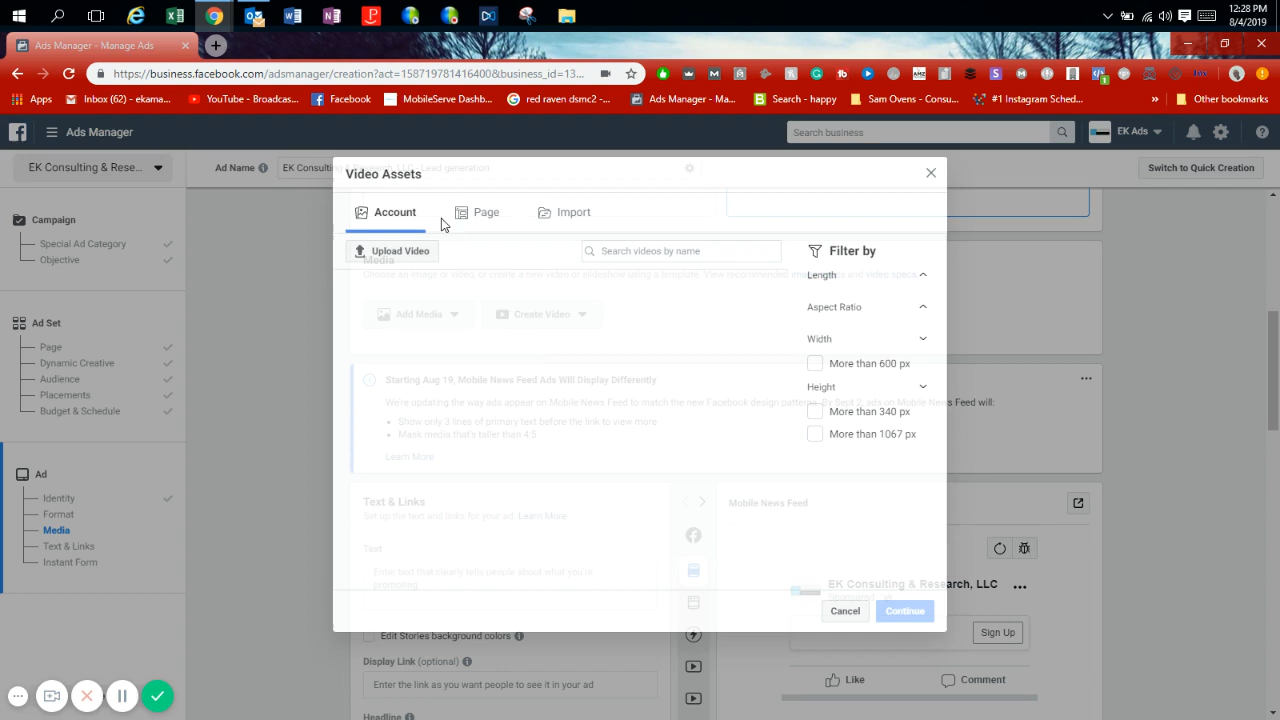 12:28 PM
8/4/2019
Ads Manager - Manage Ads
https://business.facebook.com/adsmanager/creation?act=1587197814164008&business_id=13...
Apps
Inbox (62) - ekama...
YouTube - Broadcas...
Facebook
MobileServe Dashb...
red raven dsmc2 -...
Ads Manager - Ma...
Search - happy
Sam Ovens - Consu...
#1 Instagram Sched...
»
Other bookmarks
Ads Manager
Search business
EK Ads
EK Consulting & Rese...
Ad Name
EK Consulting & Research, LLC - Lead generation
Switch to Quick Creation
Campaign
Special Ad Category
Objective
Ad Set
Page
Dynamic Creative
Audience
Placements
Budget & Schedule
Ad
Identity
Format
Media
Text & Links
Instant Form
Video Assets
Account
Page
Import
Upload Video
Search videos by name
Filter by
Length
Aspect Ratio
Width
More than 600 px
Height
More than 340 px
More than 1067 px
Media
Choose an image or video, or create a new video or slideshow using a template. View recommended image specs and video specs.
Add Media
Create Video
Starting Aug 19, Mobile News Feed Ads Will Display Differently
We're updating the way ads appear on Mobile News Feed to match the new Facebook design patterns. By Sept 2, ads on Mobile News Feed will:
• Show only 3 lines of primary text before the link to view more
• Mask media that's taller than 4:5
Learn More
Text & Links
Set up the text and links for your ad. Learn More
Text
Enter text that clearly tells people about what you're
promoting
Mobile News Feed
EK Consulting & Research, LLC
Sponsored
Cancel
Continue
Sign Up
Edit Stories background colors
Display Link (optional)
Enter the link as you want people to see it in your ad
Headline
Like
Comment